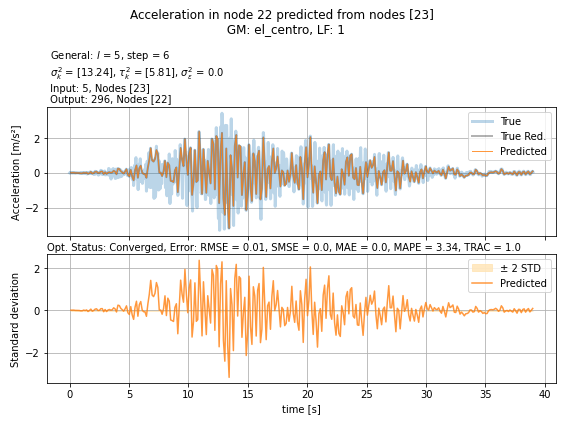 Acceleration in node 22 predicted from nodes [23]
GM: el_centro, LF: 1
General: l = 5, step = 6
σ²ₖ = [13.24], τ²ₖ = [5.81], σ²ε = 0.0
Input: 5, Nodes [23]
Output: 296, Nodes [22]
Acceleration [m/s²]
2
0
−2
True
True Red.
Predicted
Opt. Status: Converged, Error: RMSE = 0.01, SMSE = 0.0, MAE = 0.0, MAPE = 3.34, TRAC = 1.0
Standard deviation
2
0
−2
± 2 STD
Predicted
0 5 10 15 20 25 30 35 40
time [s]